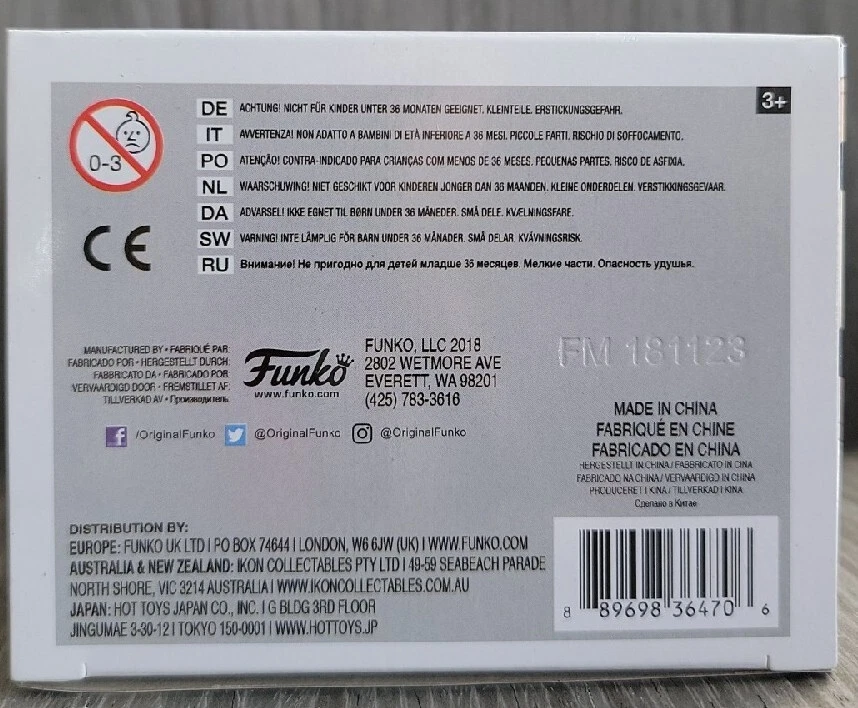 3+
0-3
DE ACHTUNG! NICHT FÜR KINDER UNTER 36 MONATEN GEEIGNET. KLEINTEILE. ERSTICKUNGSGEFAHR.
IT AVVERTENZA! NON ADATTO A BAMBINI DI ETÀ INFERIORE A 36 MESI. PICCOLE PARTI. RISCHIO DI SOFFOCAMENTO.
PO ATENÇÃO! CONTRA-INDICADO PARA CRIANÇAS COM MENOS DE 36 MESES. PEQUENAS PARTES. RISCO DE ASFIXIA.
NL WAARSCHUWING! NIET GESCHIKT VOOR KINDEREN JONGER DAN 36 MAANDEN. KLEINE ONDERDELEN. VERSTIKKINGSGEVAAR.
DA ADVARSEL! IKKE EGNET TIL BØRN UNDER 36 MÅNEDER. SMÅ DELE. KVÆLNINGSFARE.
SW VARNING! INTE LÄMPLIG FÖR BARN UNDER 36 MÅNADER. SMÅ DELAR. KVÄVNINGSRISK.
RU Внимание! Не пригодно для детей младше 36 месяцев. Мелкие части. Опасность удушья.
CE
MANUFACTURED BY • FABRIQUÉ PAR
FABRICADO POR • HERGESTELLT DURCH
FABBRICATO DA • FABRICADO POR
VERVAARDIGD DOOR • FREMSTILLET AF
TILLVERKAD AV • Производитель
Funko
www.funko.com
FUNKO, LLC 2018
2802 WETMORE AVE
EVERETT, WA 98201
(425) 783-3616
f /OriginalFunko @OriginalFunko @OriginalFunko
FM 181123
MADE IN CHINA
FABRIQUÉ EN CHINE
FABRICADO EN CHINA
HERGESTELLT IN CHINA / FABBRICATO IN CINA
FABRICADO NA CHINA / VERVAARDIGD IN CHINA
PRODUCERET I KINA / TILLVERKAD I KINA
Сделано в Китае
DISTRIBUTION BY:
EUROPE: FUNKO UK LTD | PO BOX 74644 | LONDON, W6 6JW (UK) | WWW.FUNKO.COM
AUSTRALIA & NEW ZEALAND: IKON COLLECTABLES PTY LTD | 49-59 SEABEACH PARADE
NORTH SHORE, VIC 3214 AUSTRALIA | WWW.IKONCOLLECTABLES.COM.AU
JAPAN: HOT TOYS JAPAN CO., INC. | G BLDG 3RD FLOOR
JINGUMAE 3-30-12 | TOKYO 150-0001 | WWW.HOTTOYS.JP
8 89698 36470 6